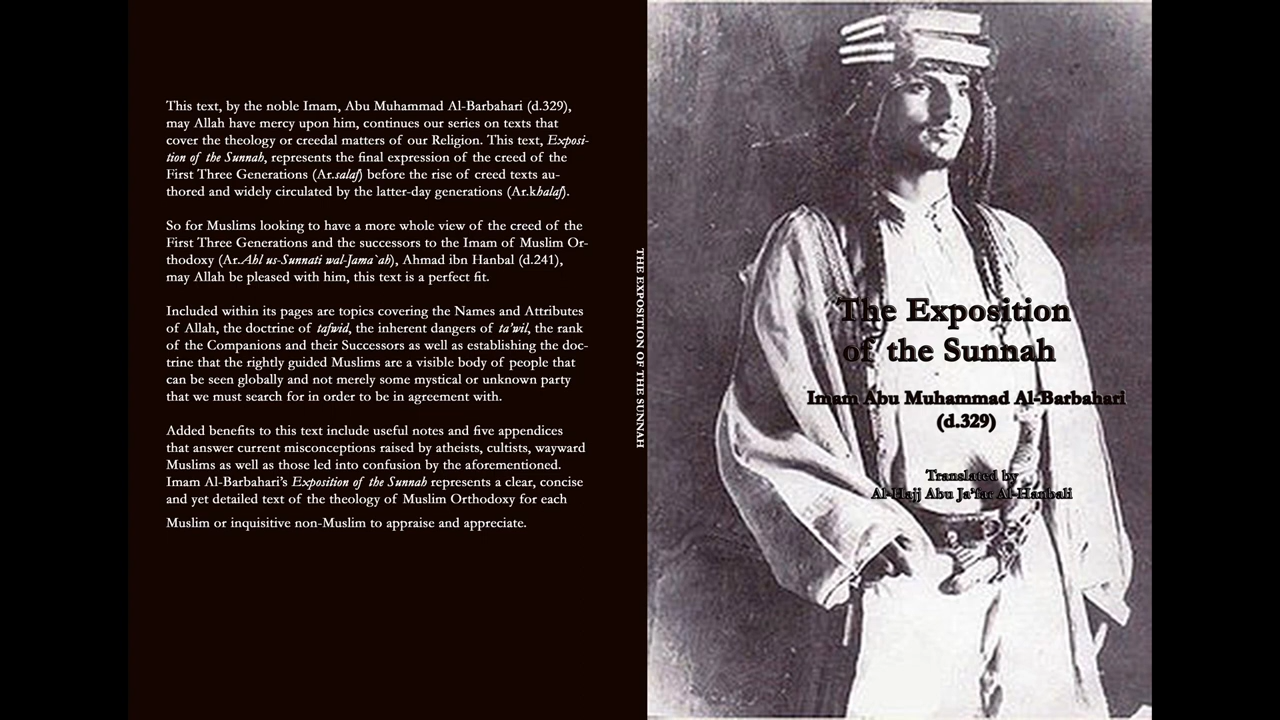 This text, by the noble Imam, Abu Muhammad Al-Barbahari (d.329),
may Allah have mercy upon him, continues our series on texts that
cover the theology or creedal matters of our Religion. This text, Exposi-
tion of the Sunnah, represents the final expression of the creed of the
First Three Generations (Ar.salaf) before the rise of creed texts au-
thored and widely circulated by the latter-day generations (Ar.khalaf).
So for Muslims looking to have a more whole view of the creed of the
First Three Generations and the successors to the Imam of Muslim Or-
thodoxy (Ar.Ahl us-Sunnati wal-Jama`ah), Ahmad ibn Hanbal (d.241),
may Allah be pleased with him, this text is a perfect fit.
Included within its pages are topics covering the Names and Attributes
of Allah, the doctrine of tafwid, the inherent dangers of ta'wil, the rank
of the Companions and their Successors as well as establishing the doc-
trine that the rightly guided Muslims are a visible body of people that
can be seen globally and not merely some mystical or unknown party
that we must search for in order to be in agreement with.
Added benefits to this text include useful notes and five appendices
that answer current misconceptions raised by atheists, cultists, wayward
Muslims as well as those led into confusion by the aforementioned.
Imam Al-Barbahari's Exposition of the Sunnah represents a clear, concise
and yet detailed text of the theology of Muslim Orthodoxy for each
Muslim or inquisitive non-Muslim to appraise and appreciate.
THE EXPOSITION OF THE SUNNAH
The Exposition
of the Sunnah
Imam Abu Muhammad Al-Barbahari
(d.329)
Translated by
Al-Hajj Abu Ja'far Al-Hanbali